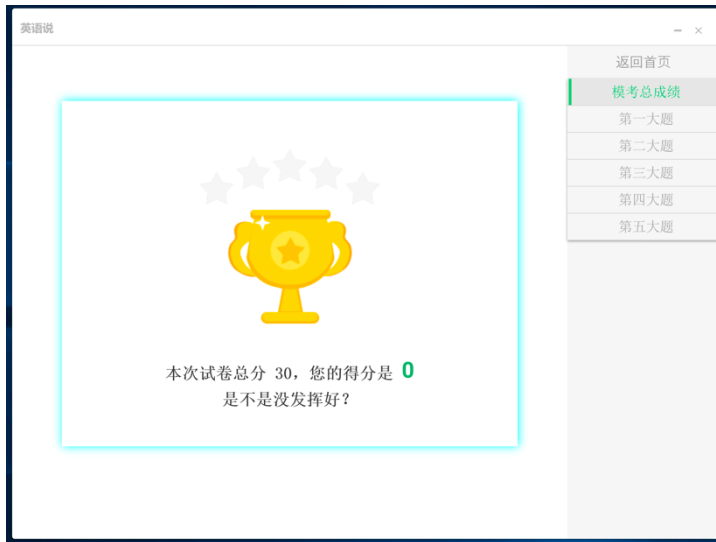 英语说
返回首页
模考总成绩
第一大题
第二大题
第三大题
第四大题
第五大题
本次试卷总分 30，您的得分是 0
是不是没发挥好？